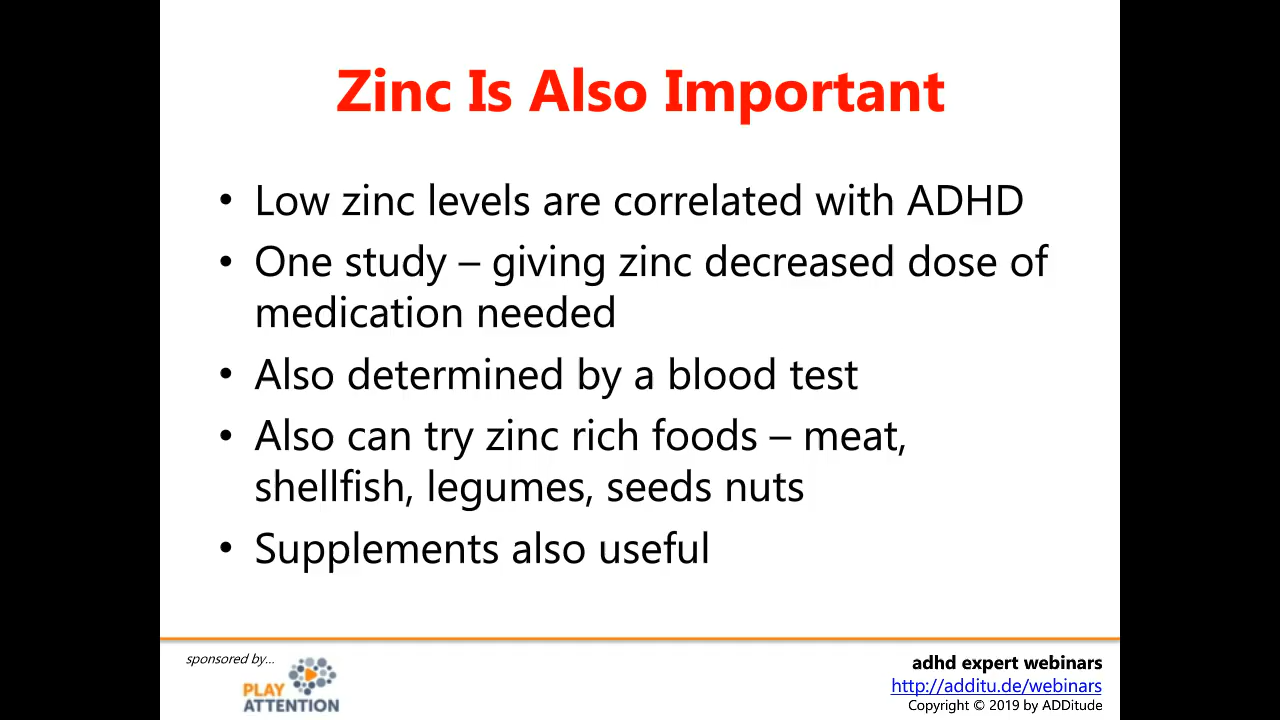 Zinc Is Also Important
• Low zinc levels are correlated with ADHD
• One study – giving zinc decreased dose of
medication needed
• Also determined by a blood test
• Also can try zinc rich foods – meat,
shellfish, legumes, seeds nuts
• Supplements also useful
sponsored by...
PLAY
ATTENTION
adhd expert webinars
http://additu.de/webinars
Copyright © 2019 by ADDitude